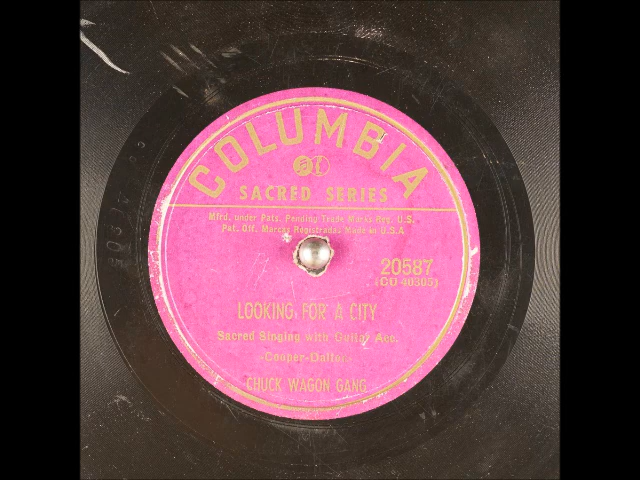 COLUMBIA
SACRED SERIES
Mfrd. under Pats. Pending Trade Marks Reg. U.S.
Pat. Off. Marcas Registradas Made in U.S.A
20587
(CO 40305)
LOOKING FOR A CITY
Sacred Singing with Guitar Acc.
-Cooper-
CHUCK WAGON GANG